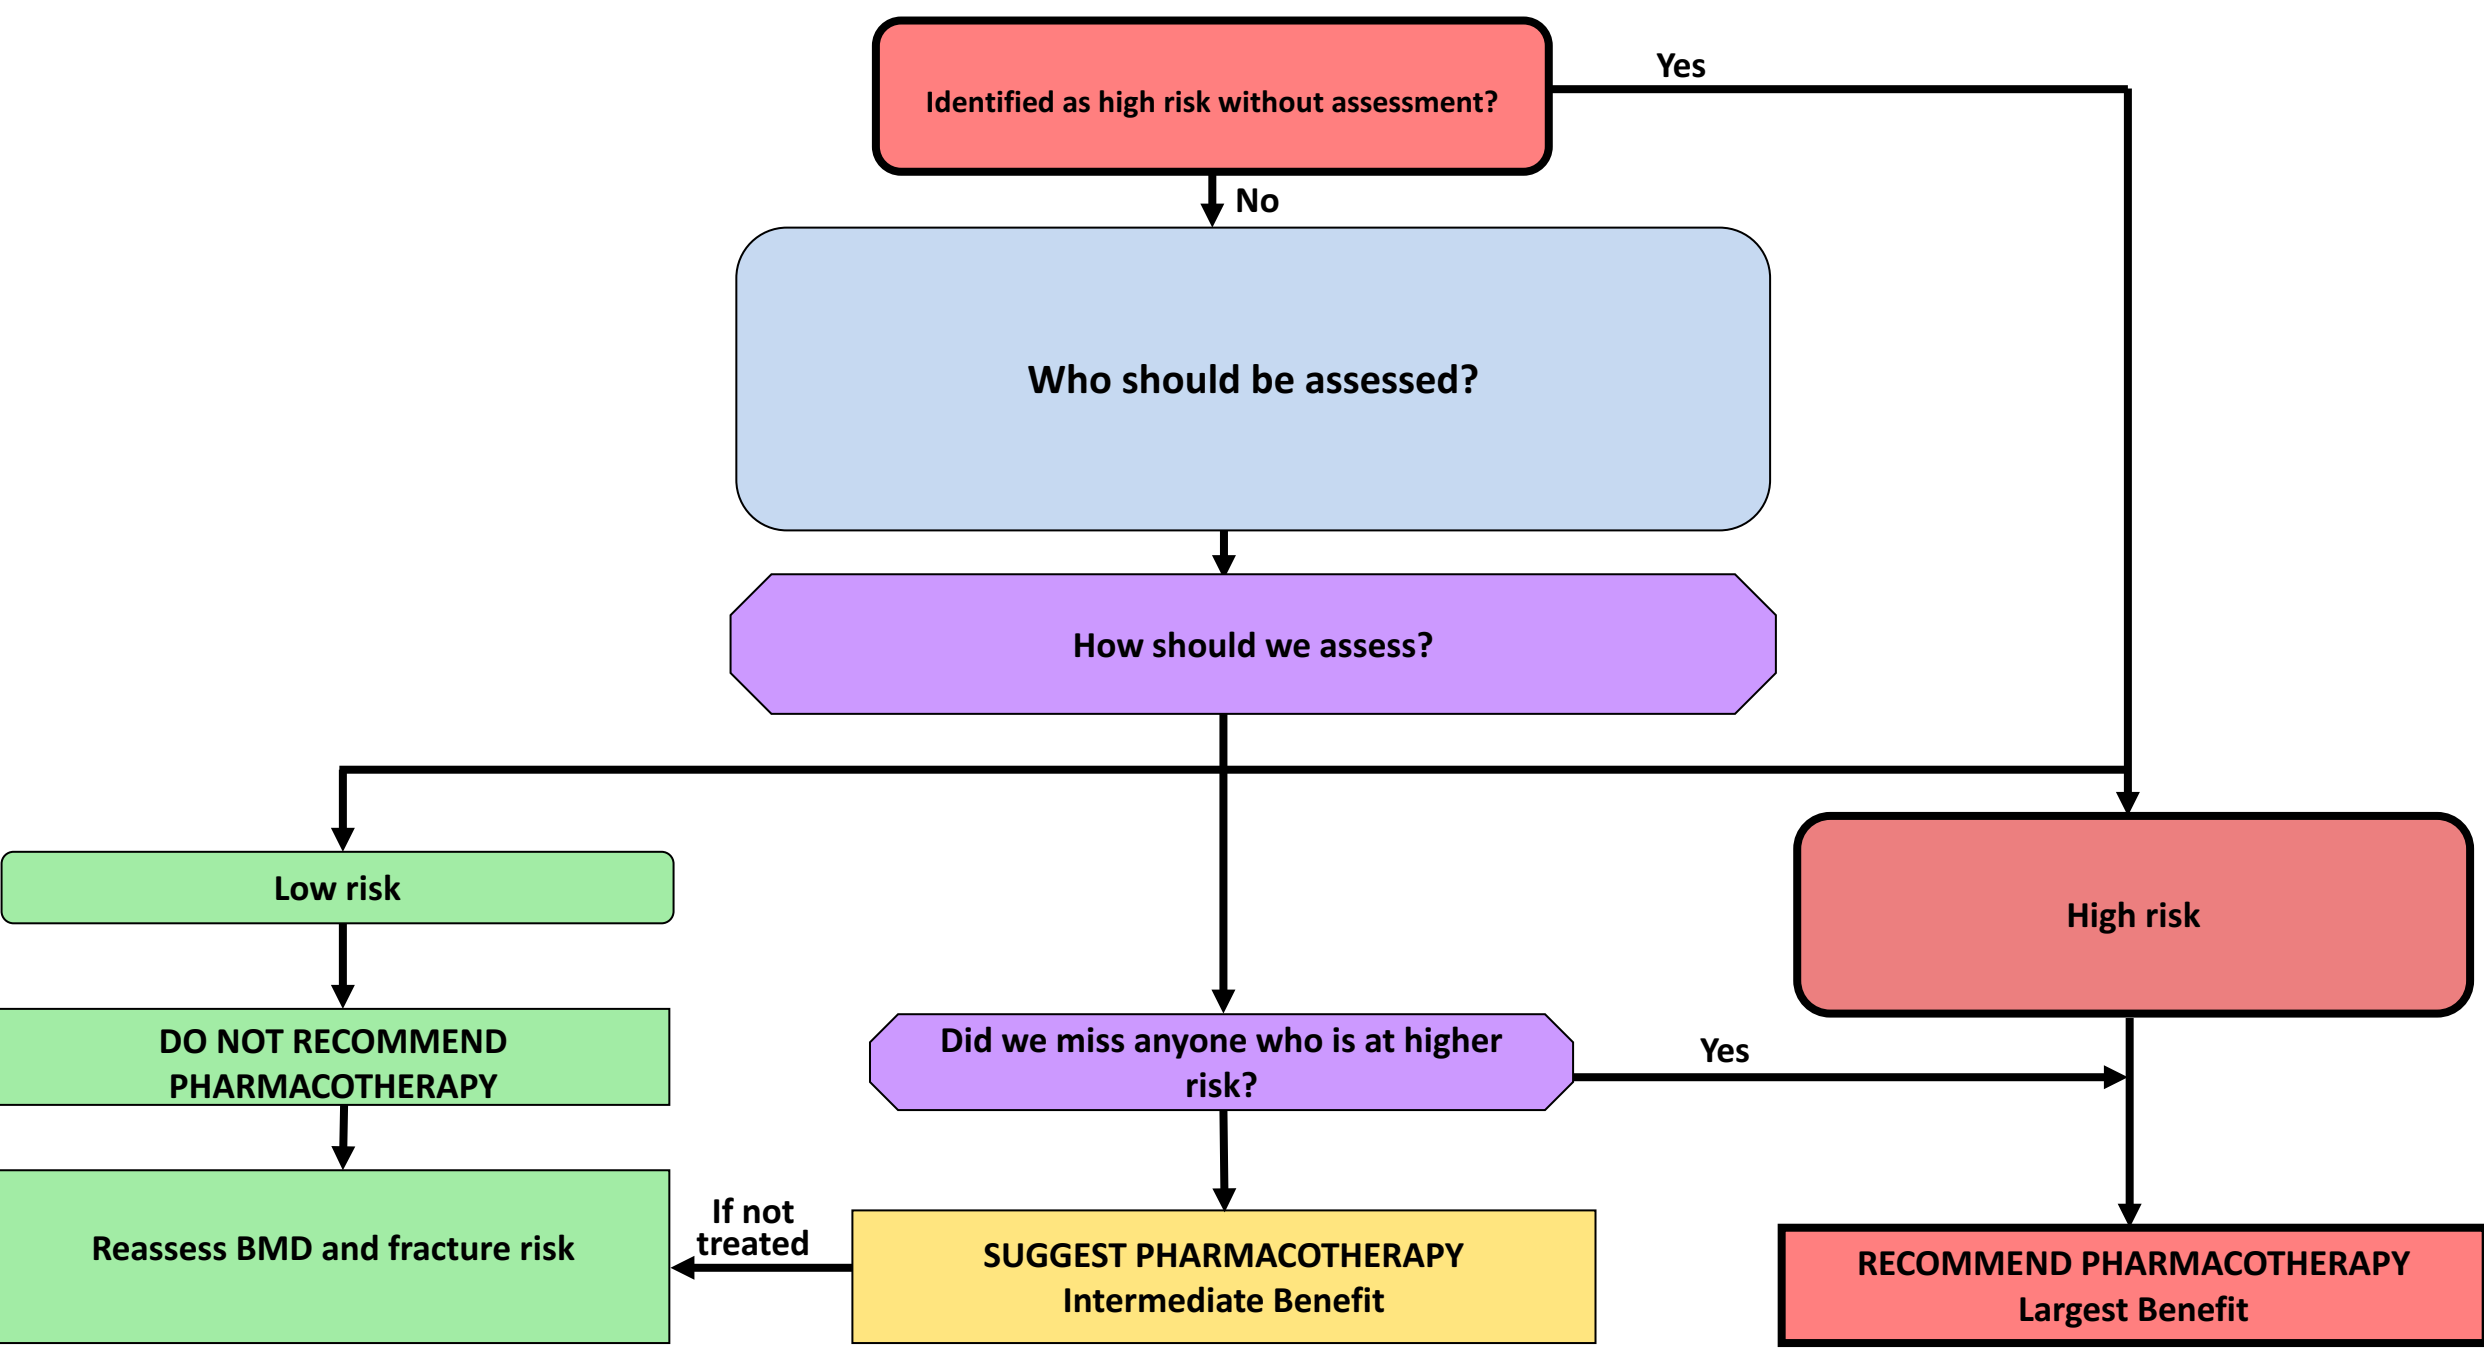 Identified as high risk without assessment?
Yes
No
Who should be assessed?
How should we assess?
Low risk
High risk
DO NOT RECOMMEND
PHARMACOTHERAPY
Did we miss anyone who is at higher
risk?
Yes
Reassess BMD and fracture risk
If not
treated
SUGGEST PHARMACOTHERAPY
Intermediate Benefit
RECOMMEND PHARMACOTHERAPY
Largest Benefit